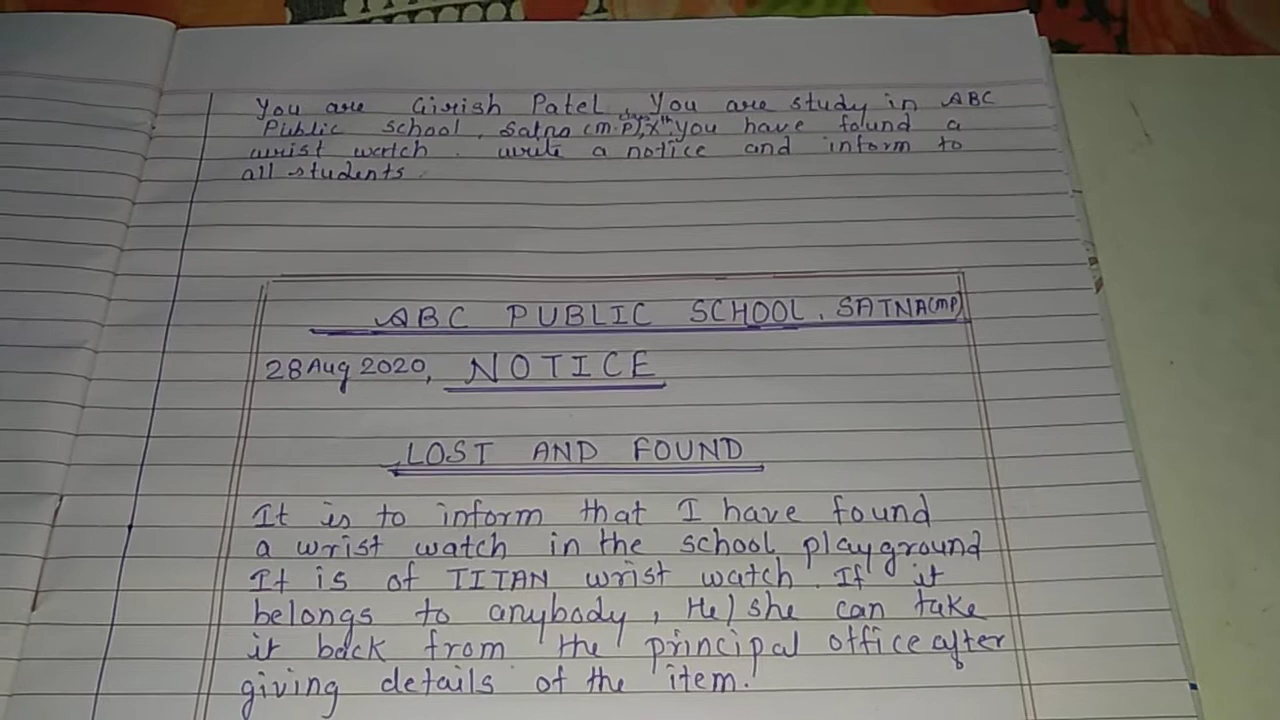 You are Girish Patel, You are study in ABC
Public School, Satna (M.P), Xth class you have found a
wrist watch. write a notice and inform to
all students.
ABC PUBLIC SCHOOL, SATNA(MP)
28 Aug 2020, NOTICE
LOST AND FOUND
It is to inform that I have found
a wrist watch in the school playground
It is of TITAN wrist watch. If it
belongs to anybody, He/she can take
it back from the principal office after
giving details of the item.